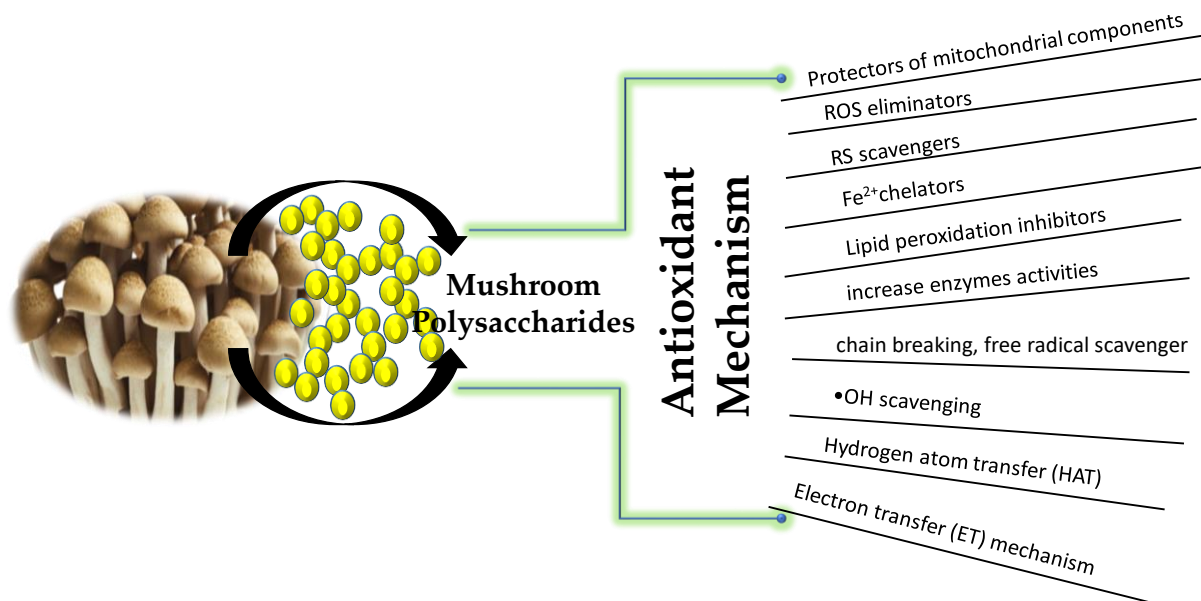 Mushroom
Polysaccharides
Antioxidant
Mechanism
Protectors of mitochondrial components
ROS eliminators
RS scavengers
Fe²⁺chelators
Lipid peroxidation inhibitors
increase enzymes activities
chain breaking, free radical scavenger
•OH scavenging
Hydrogen atom transfer (HAT)
Electron transfer (ET) mechanism